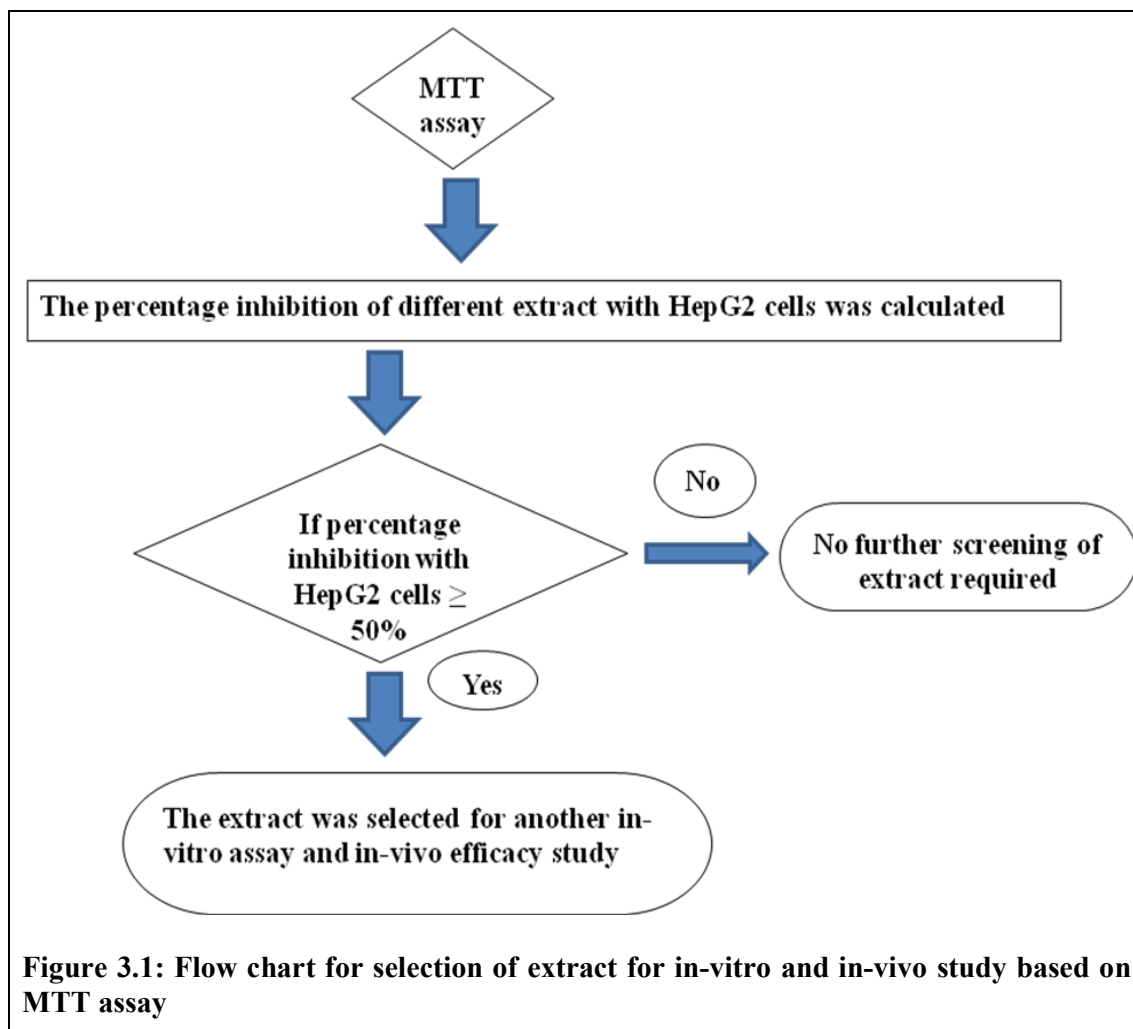 MTT
assay
The percentage inhibition of different extract with HepG2 cells was calculated
If percentage
inhibition with
HepG2 cells ≥
50%
No
No further screening of
extract required
Yes
The extract was selected for another in-
vitro assay and in-vivo efficacy study
Figure 3.1: Flow chart for selection of extract for in-vitro and in-vivo study based on
MTT assay